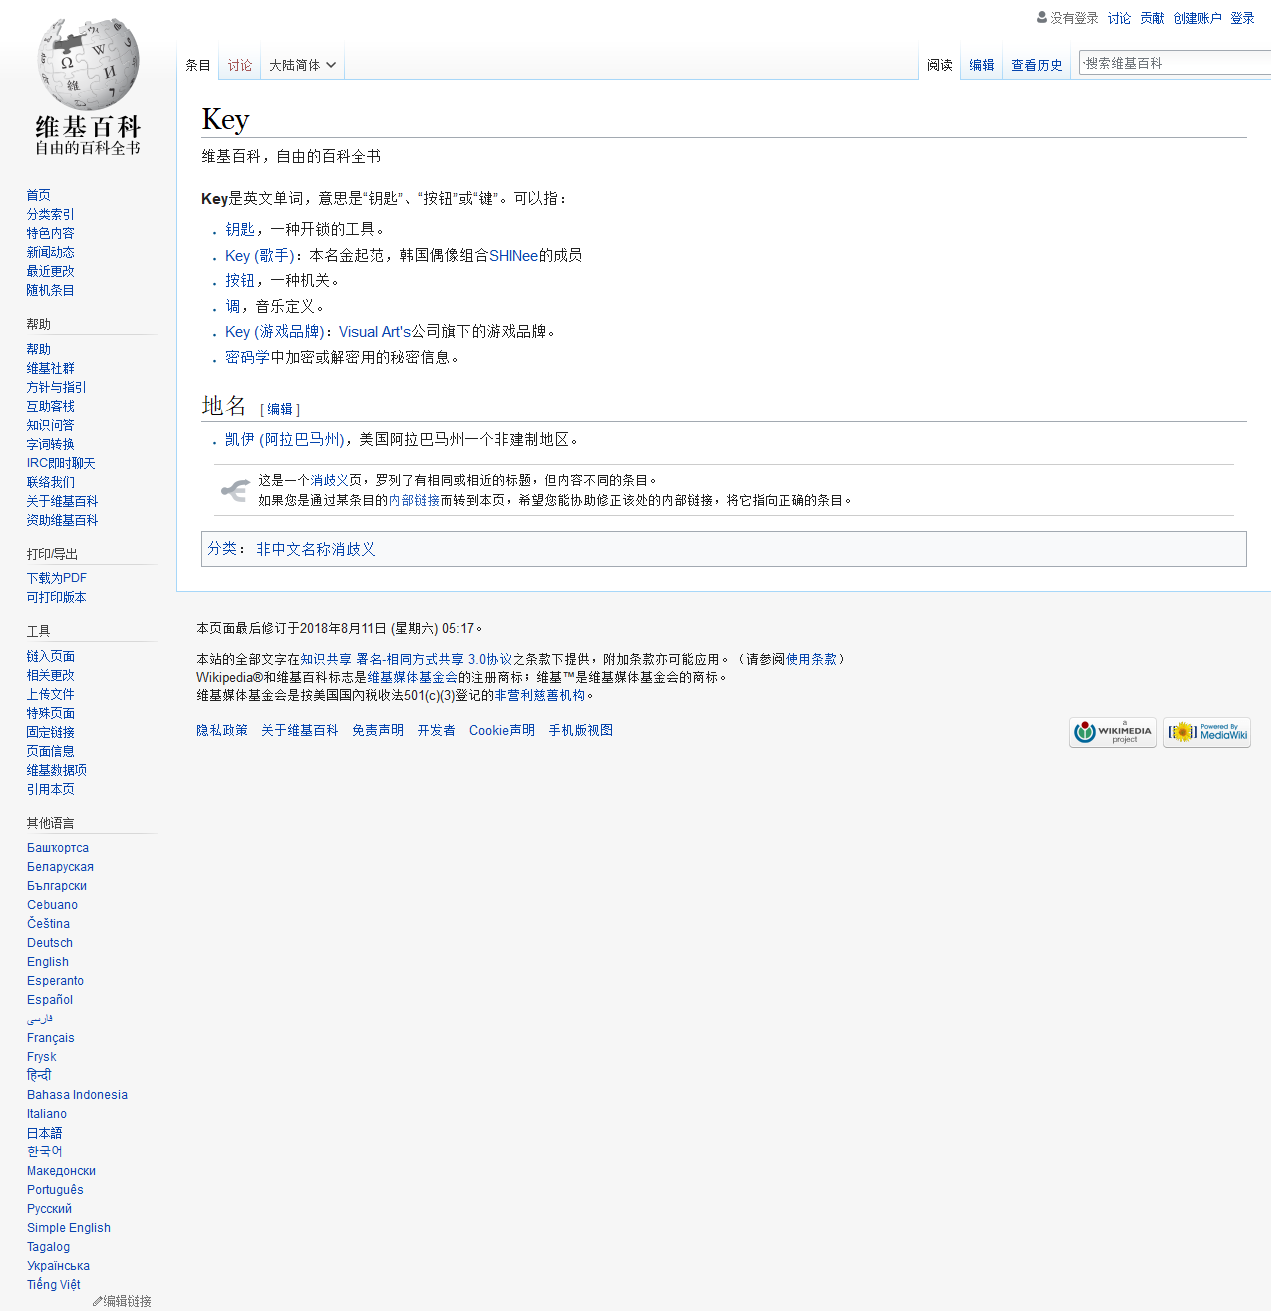 没有登录 讨论 贡献 创建账户 登录
条目 讨论 大陆简体 阅读 编辑 查看历史 搜索维基百科
维基百科
自由的百科全书
Key
维基百科，自由的百科全书
Key是英文单词，意思是“钥匙”、“按钮”或“键”。可以指：
钥匙，一种开锁的工具。
Key (歌手)：本名金起范，韩国偶像组合SHINee的成员
按钮，一种机关。
调，音乐定义。
Key (游戏品牌)：Visual Art's公司旗下的游戏品牌。
密码学中加密或解密用的秘密信息。
地名 [ 编辑 ]
凯伊 (阿拉巴马州)，美国阿拉巴马州一个非建制地区。
这是一个消歧义页，罗列了有相同或相近的标题，但内容不同的条目。
如果您是通过某条目的内部链接而转到本页，希望您能协助修正该处的内部链接，将它指向正确的条目。
分类： 非中文名称消歧义
本页面最后修订于2018年8月11日 (星期六) 05:17。
本站的全部文字在知识共享 署名-相同方式共享 3.0协议之条款下提供，附加条款亦可能应用。（请参阅使用条款）
Wikipedia®和维基百科标志是维基媒体基金会的注册商标；维基™是维基媒体基金会的商标。
维基媒体基金会是按美国国內税收法501(c)(3)登记的非营利慈善机构。
隐私政策 关于维基百科 免责声明 开发者 Cookie声明 手机版视图
a
WIKIMEDIA
project
Powered By
MediaWiki
首页
分类索引
特色内容
新闻动态
最近更改
随机条目
帮助
帮助
维基社群
方针与指引
互助客栈
知识问答
字词转换
IRC即时聊天
联络我们
关于维基百科
资助维基百科
打印/导出
下载为PDF
可打印版本
工具
链入页面
相关更改
上传文件
特殊页面
固定链接
页面信息
维基数据项
引用本页
其他语言
Башҡортса
Беларуская
Български
Cebuano
Čeština
Deutsch
English
Esperanto
Español
فارسی
Français
Frysk
हिन्दी
Bahasa Indonesia
Italiano
日本語
한국어
Македонски
Português
Русский
Simple English
Tagalog
Українська
Tiếng Việt
编辑链接